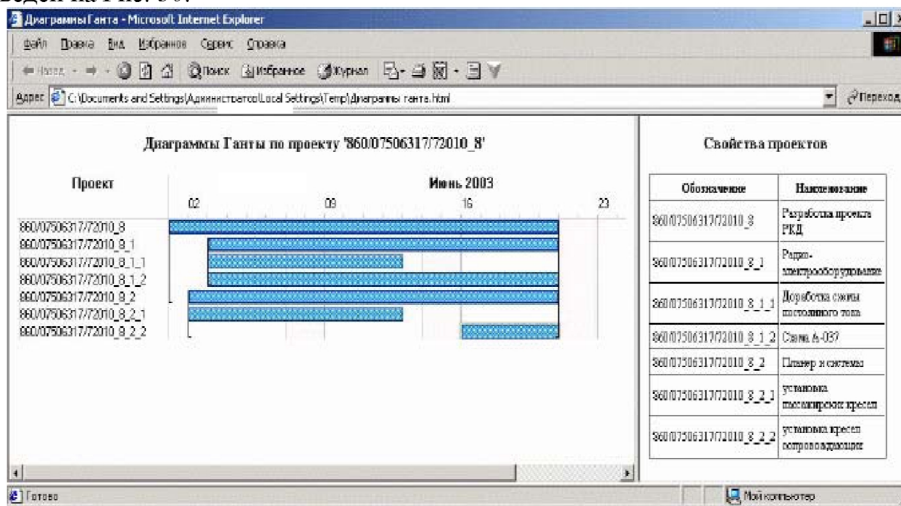 Диаграммы Ганта - Microsoft Internet Explorer
Файл Правка Вид Избранное Сервис Справка
Назад Поиск Избранное Журнал
Адрес C:\Documents and Settings\Администратор\Local Settings\Temp\Диаграммы ганта.html Переход
Диаграммы Ганты по проекту '860/07506317/72010_8'
Проект
Июнь 2003
02 09 16 23
860/07506317/72010_8
860/07506317/72010_8_1
860/07506317/72010_8_1_1
860/07506317/72010_8_1_2
860/07506317/72010_8_2
860/07506317/72010_8_2_1
860/07506317/72010_8_2_2
Свойства проектов
Обозначение Наименование
860/07506317/72010_8 Разработка проекта
РКД
860/07506317/72010_8_1 Радио-
электрооборудование
860/07506317/72010_8_1_1 Доработка схемы
постоянного тока
860/07506317/72010_8_1_2 Схема А-037
860/07506317/72010_8_2 Планер и системы
860/07506317/72010_8_2_1 установка
пассажирских кресел
860/07506317/72010_8_2_2 установка кресел
сопровождающих
Готово Мой компьютер